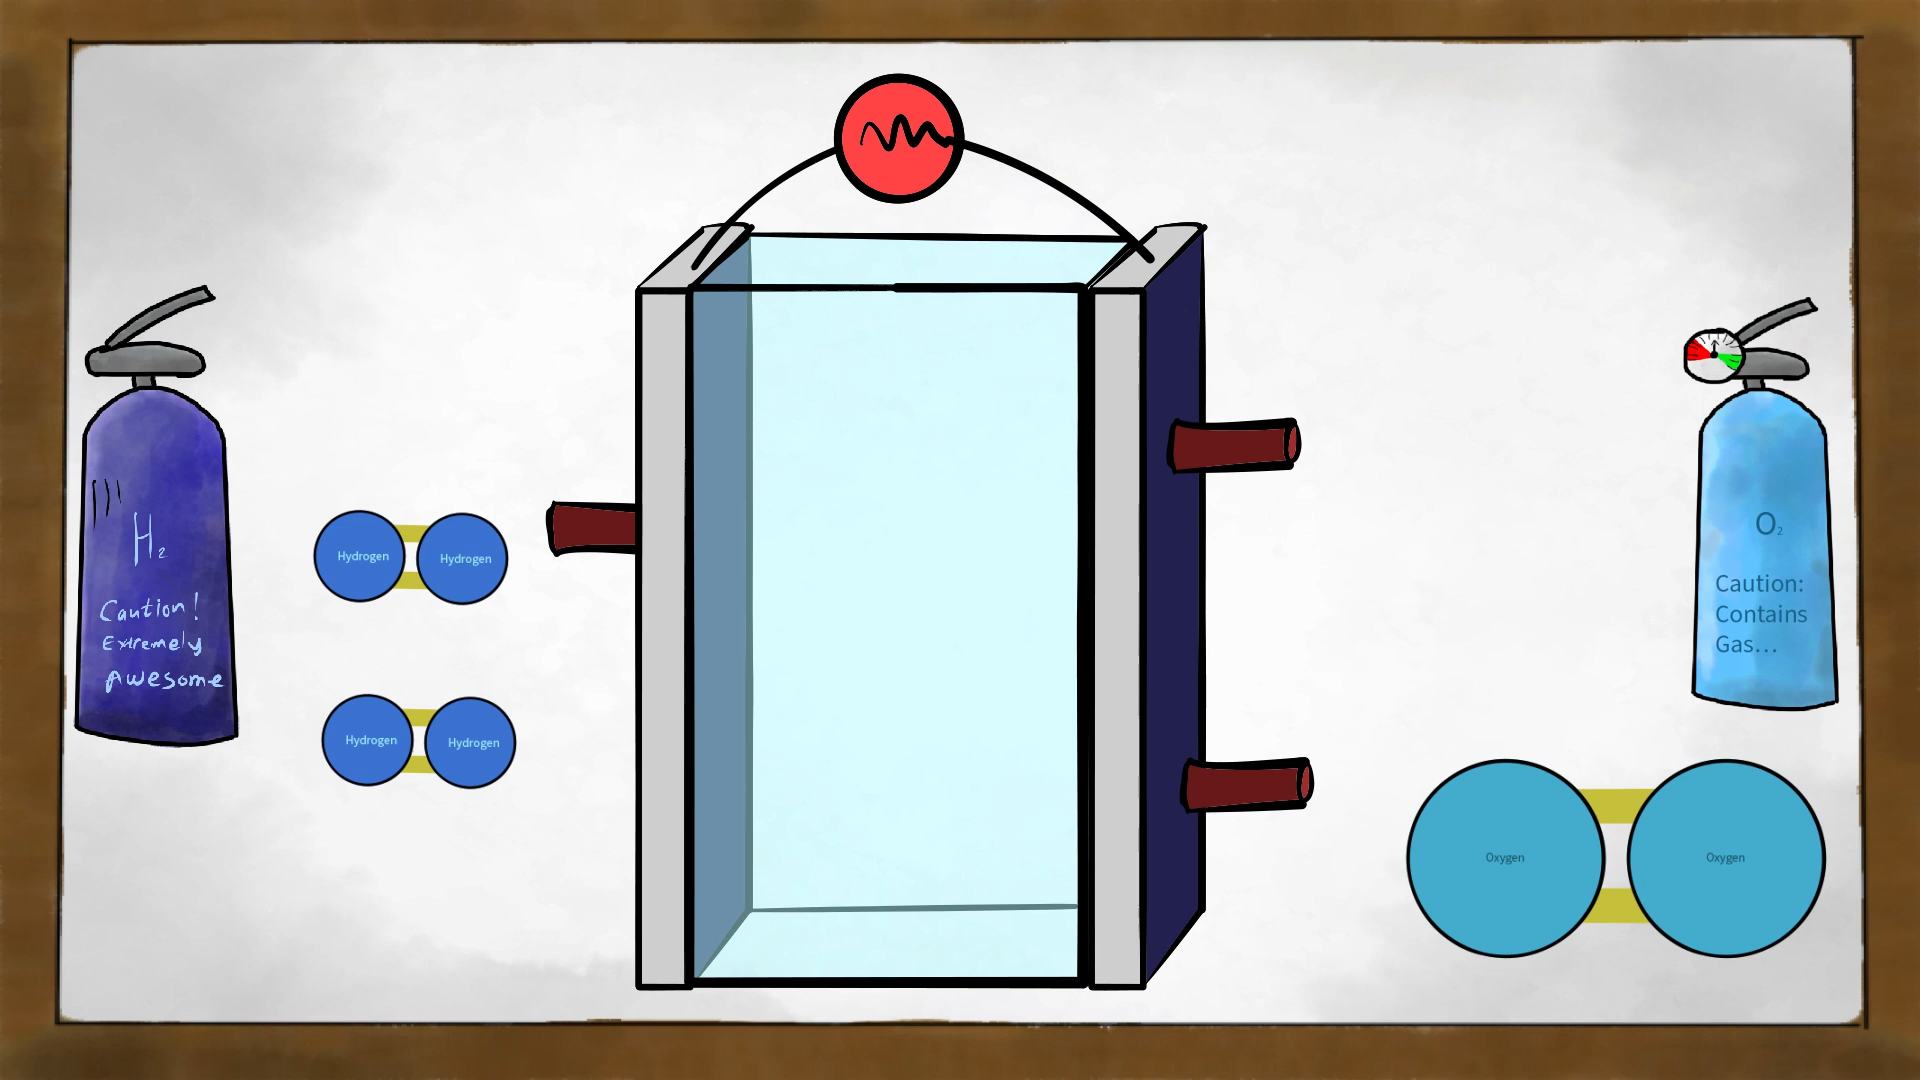 H₂
Caution!
Extremely
Awesome
Hydrogen
Hydrogen
Hydrogen
Hydrogen
O₂
Caution:
Contains
Gas...
Oxygen
Oxygen